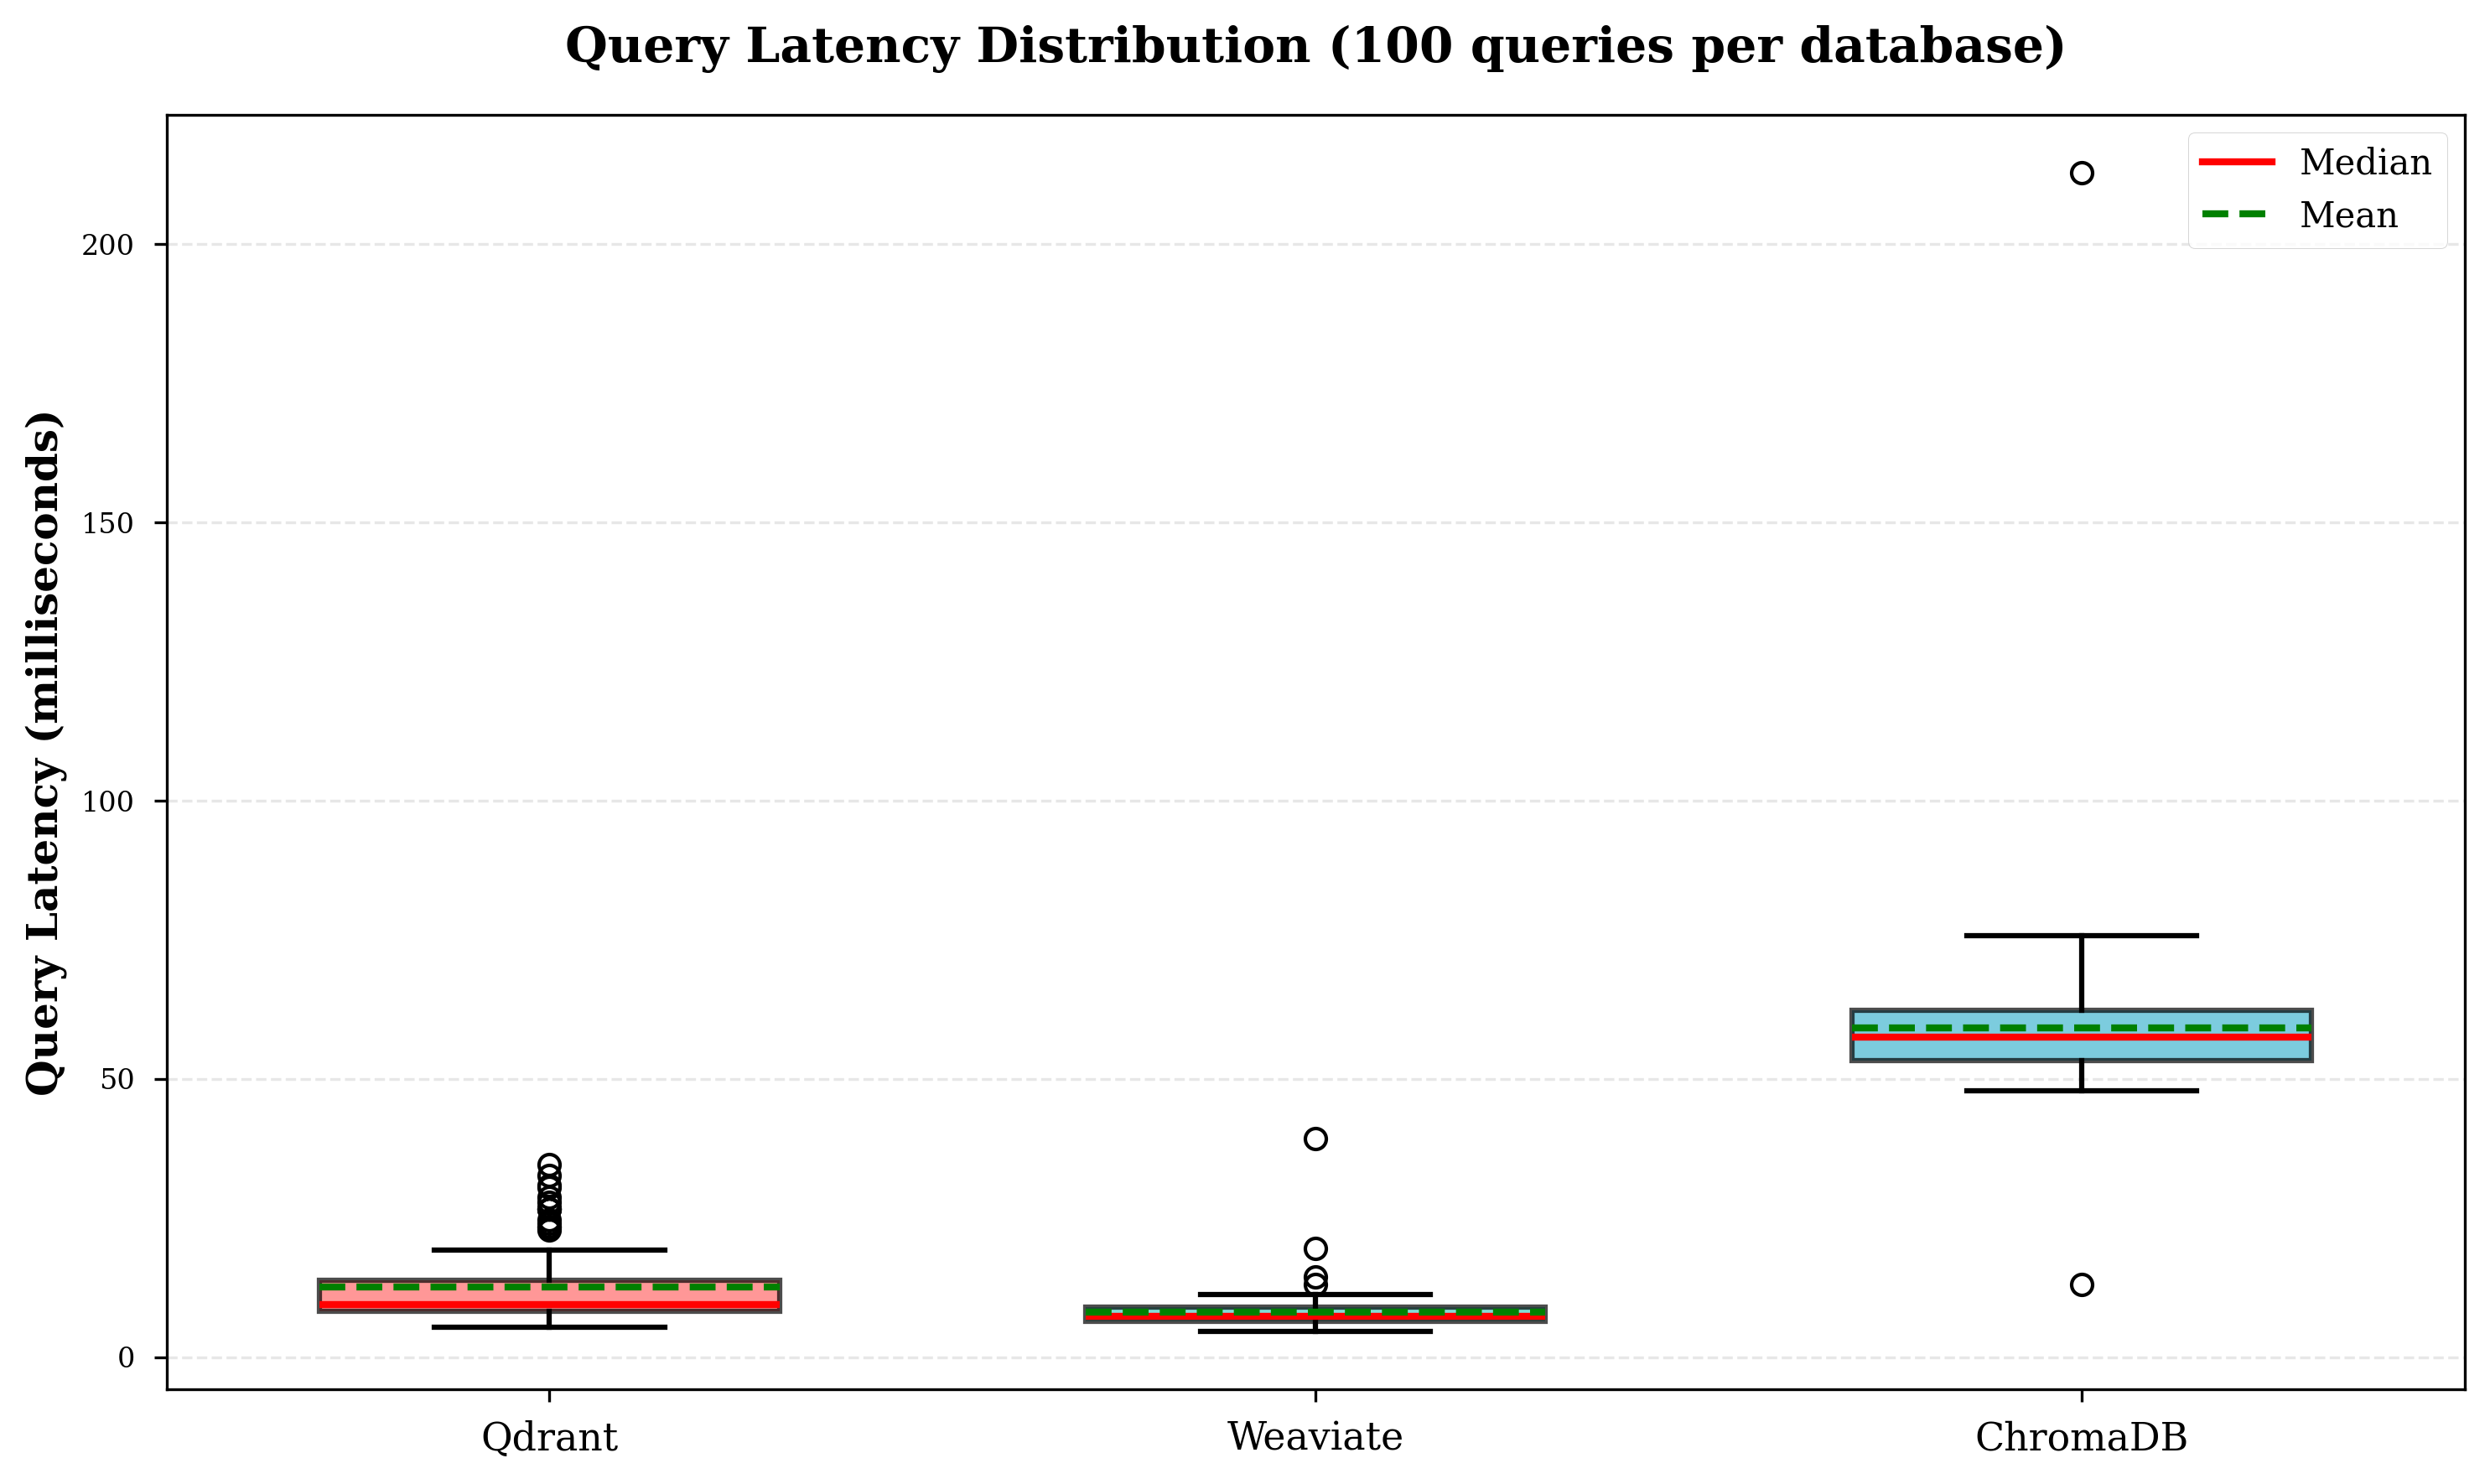 Query Latency Distribution (100 queries per database)
Median
Mean
Query Latency (milliseconds)
200
150
100
50
0
Qdrant
Weaviate
ChromaDB